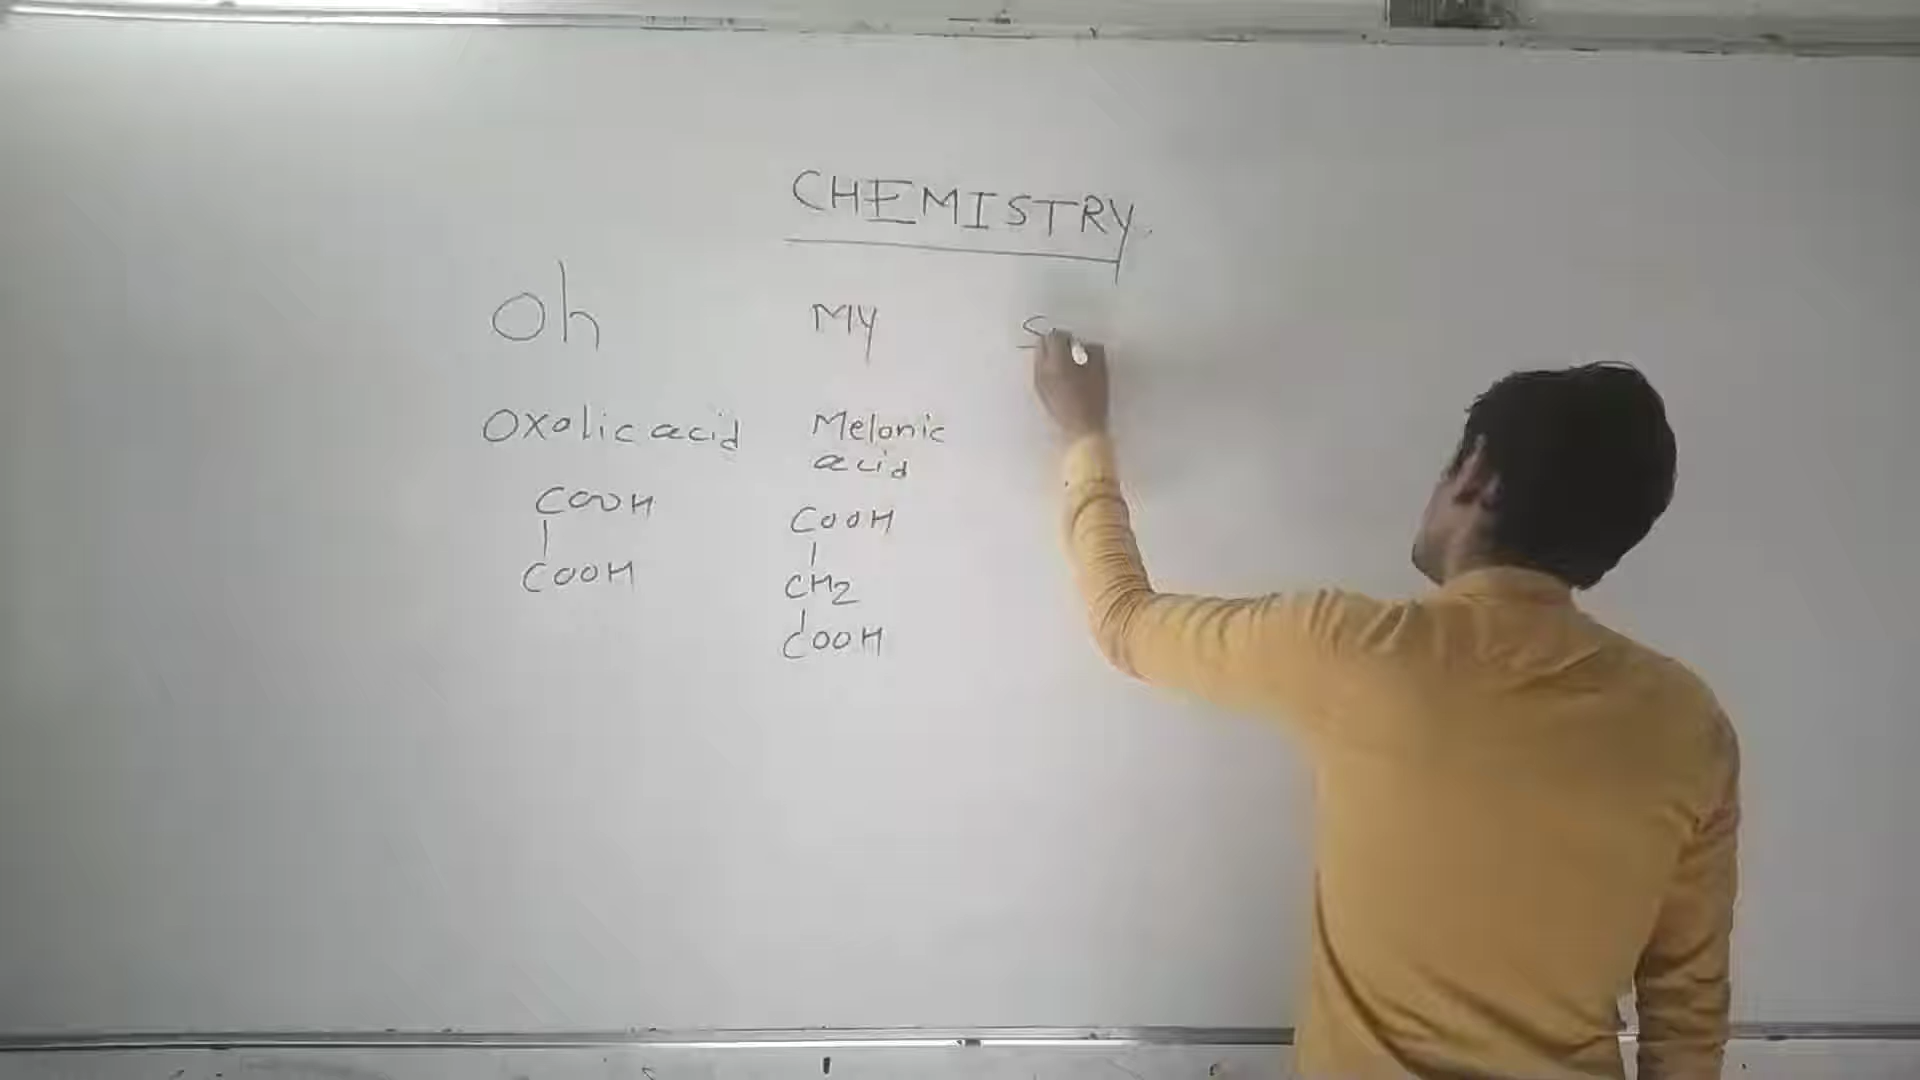 CHEMISTRY
Oh MY
Oxalic acid
Melonic
acid
COOH
COOH
COOH
CH2
COOH